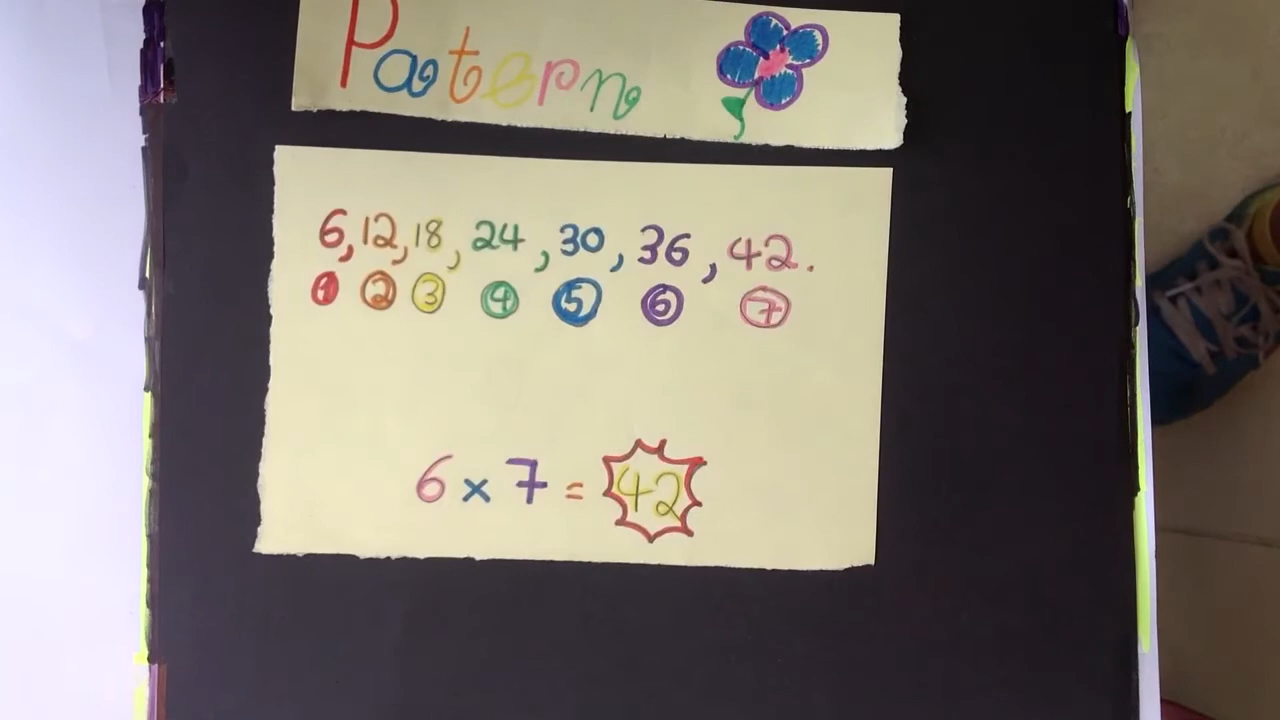 Patern
6, 12, 18, 24, 30, 36, 42.
1 2 3 4 5 6 7
6 x 7 = 42